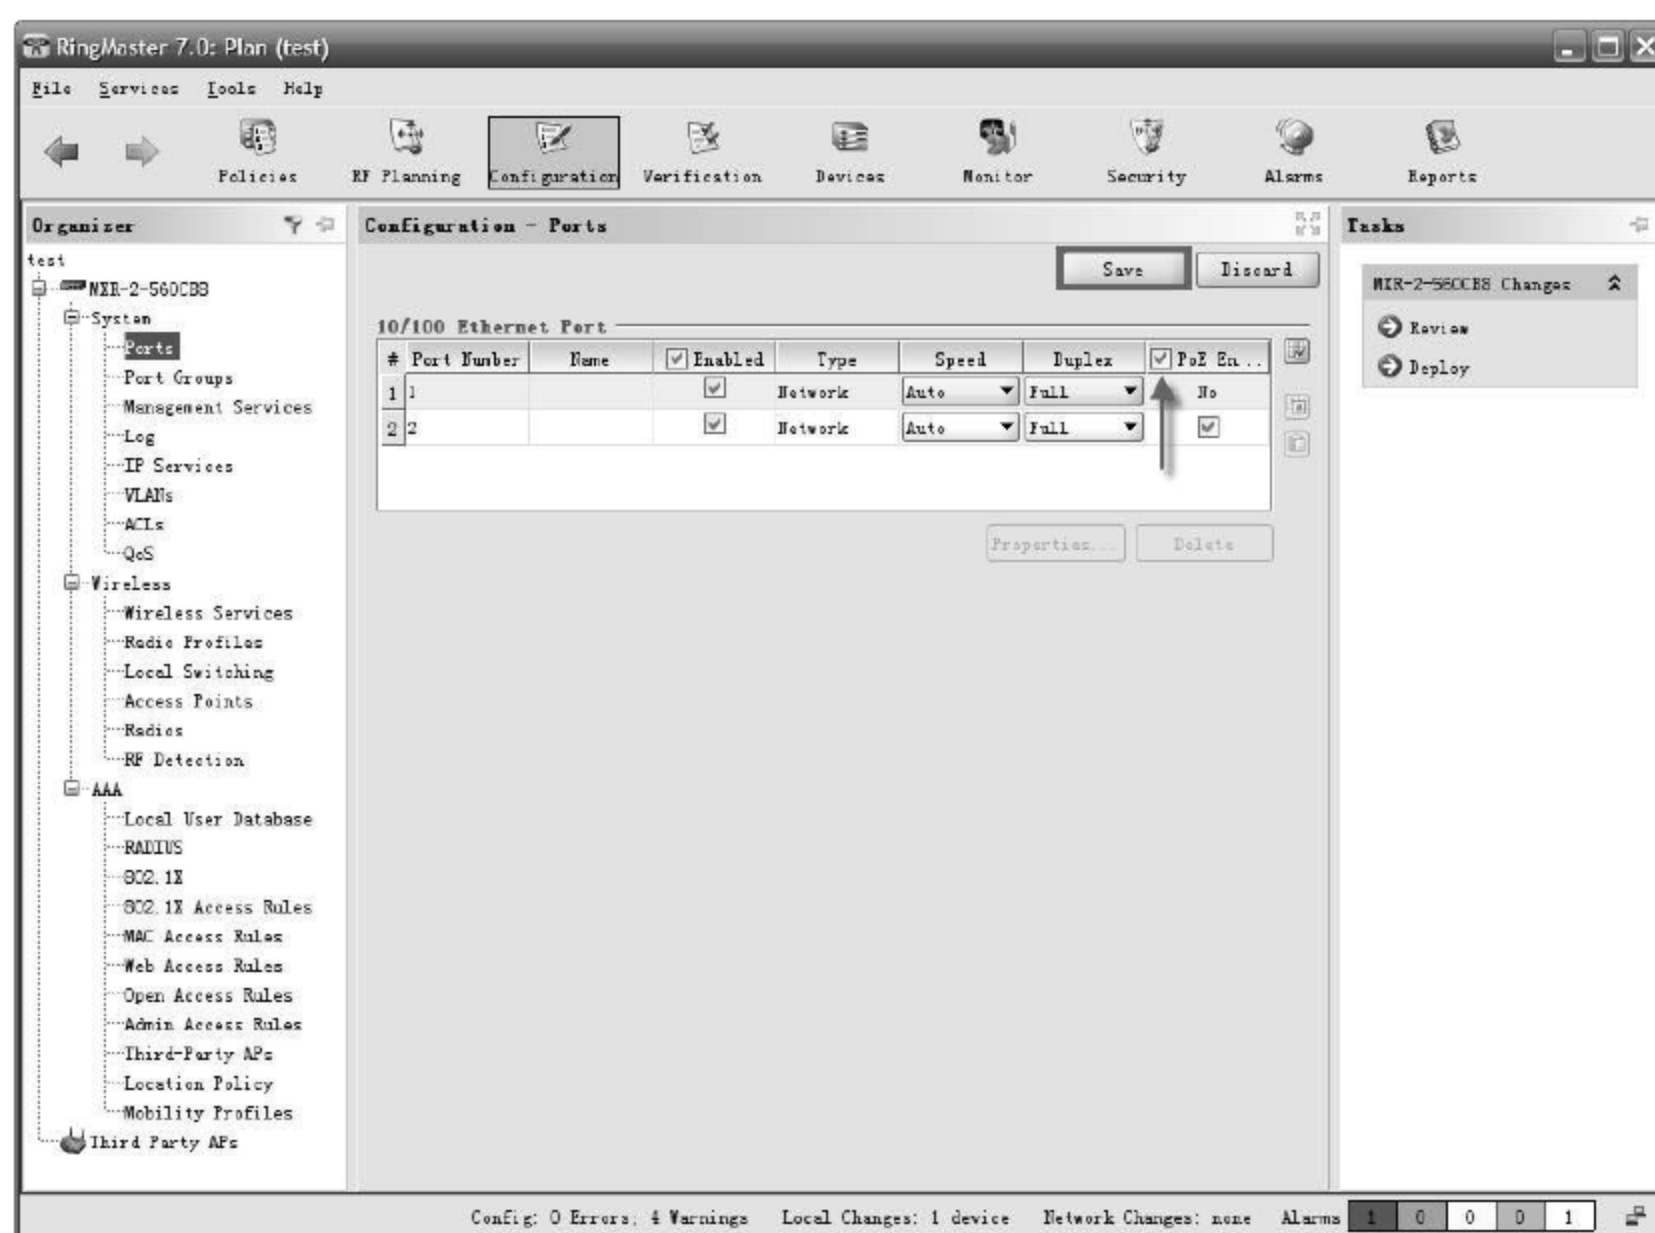 RingMaster 7.0: Plan (test)
File Services Tools Help
Policies RF Planning Configuration Verification Devices Monitor Security Alarms Reports
Organizer
test
MXR-2-560CB8
System
Ports
Port Groups
Management Services
Log
IP Services
VLANs
ACLs
QoS
Wireless
Wireless Services
Radio Profiles
Local Switching
Access Points
Radios
RF Detection
AAA
Local User Database
RADIUS
802.1X
802.1X Access Rules
MAC Access Rules
Web Access Rules
Open Access Rules
Admin Access Rules
Third-Party APs
Location Policy
Mobility Profiles
Third Party APs
Configuration - Ports
Save Discard
10/100 Ethernet Port
# Port Number Name Enabled Type Speed Duplex PoE En...
1 1 Network Auto Full No
2 2 Network Auto Full
Properties... Delete
Tasks
MXR-2-560CB8 Changes
Review
Deploy
Config: 0 Errors; 4 Warnings Local Changes: 1 device Network Changes: none Alarms 1 0 0 0 1